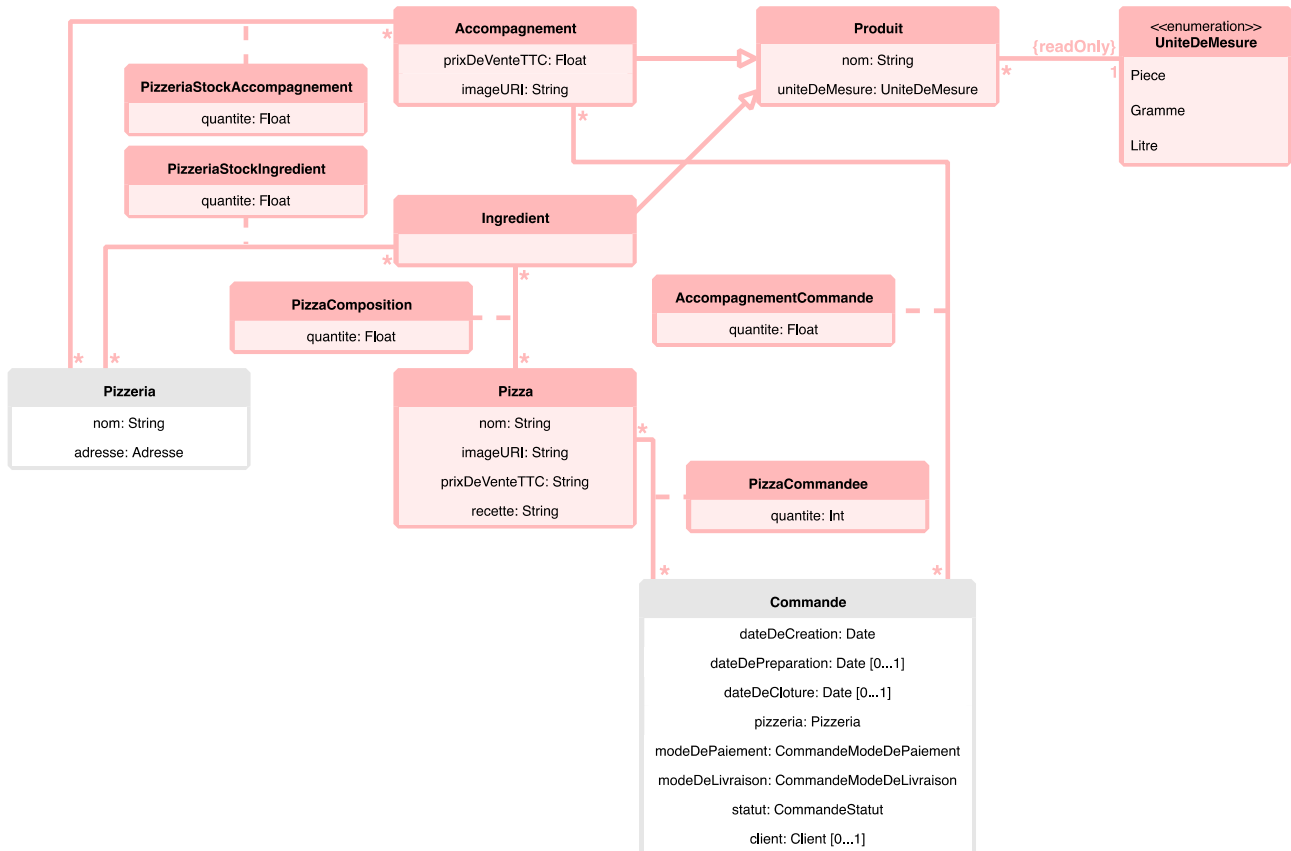 Accompagnement
prixDeVenteTTC: Float
imageURI: String
*
*
Produit
nom: String
uniteDeMesure: UniteDeMesure
{readOnly}
*
1
<<enumeration>>
UniteDeMesure
Piece
Gramme
Litre
PizzeriaStockAccompagnement
quantite: Float
PizzeriaStockIngredient
quantite: Float
Ingredient
*
*
PizzaComposition
quantite: Float
AccompagnementCommande
quantite: Float
*
*
*
Pizzeria
nom: String
adresse: Adresse
Pizza
nom: String
imageURI: String
prixDeVenteTTC: String
recette: String
*
PizzaCommandee
quantite: Int
*
*
Commande
dateDeCreation: Date
dateDePreparation: Date [0...1]
dateDeCloture: Date [0...1]
pizzeria: Pizzeria
modeDePaiement: CommandeModeDePaiement
modeDeLivraison: CommandeModeDeLivraison
statut: CommandeStatut
client: Client [0...1]